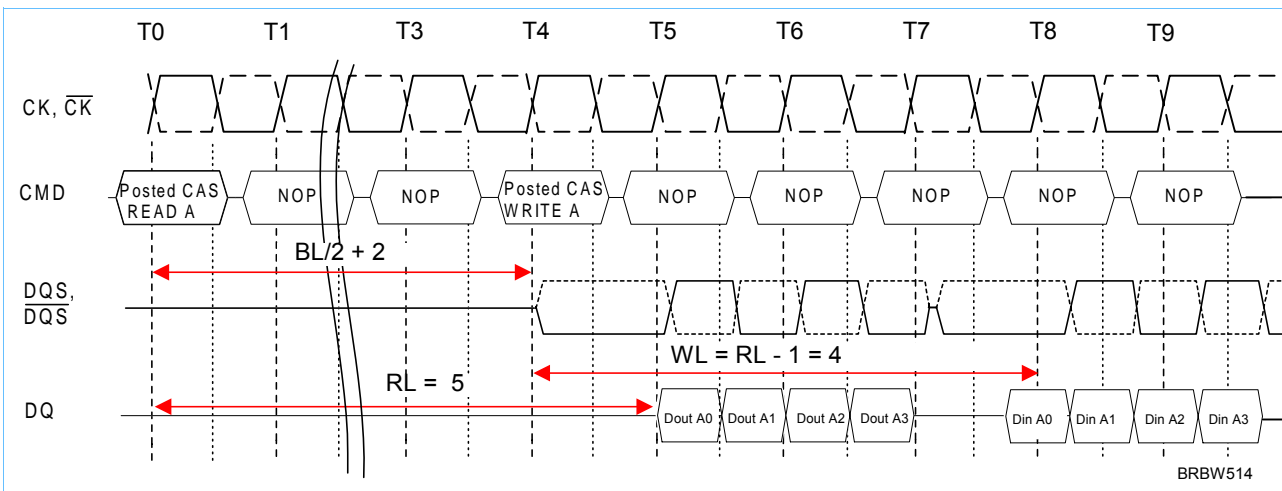 T0 T1 T3 T4 T5 T6 T7 T8 T9
CK, C̅K̅
CMD
Posted CAS
READ A
NOP
NOP
Posted CAS
WRITE A
NOP
NOP
NOP
NOP
NOP
BL/2 + 2
DQS,
D̅Q̅S̅
WL = RL - 1 = 4
RL = 5
DQ
Dout A0 Dout A1 Dout A2 Dout A3 Din A0 Din A1 Din A2 Din A3
BRBW514